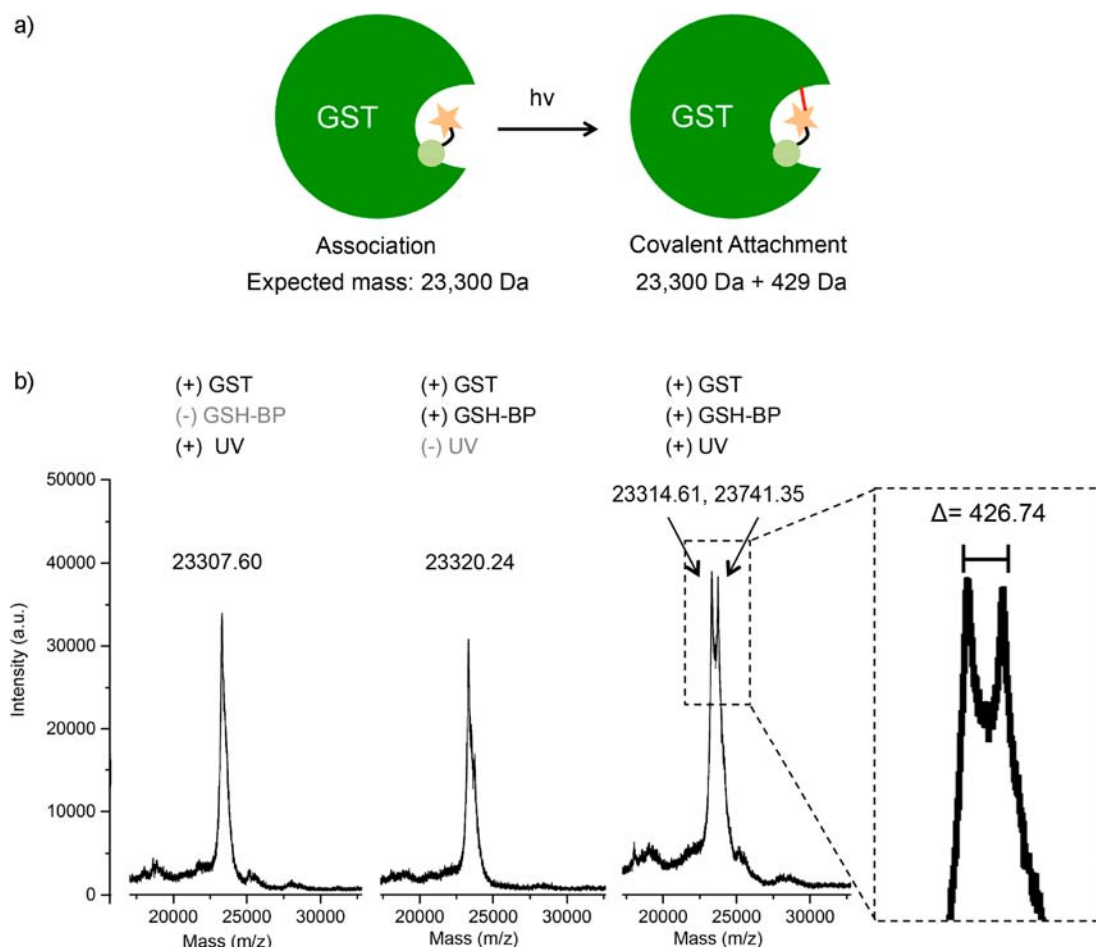 a)
GST
hv
GST
Association
Covalent Attachment
Expected mass: 23,300 Da
23,300 Da + 429 Da
b)
(+) GST
(-) GSH-BP
(+) UV
(+) GST
(+) GSH-BP
(-) UV
(+) GST
(+) GSH-BP
(+) UV
23314.61, 23741.35
Δ= 426.74
23307.60
23320.24
Intensity (a.u.)
50000
40000
30000
20000
10000
0
20000 25000 30000
20000 25000 30000
20000 25000 30000
Mass (m/z)
Mass (m/z)
Mass (m/z)